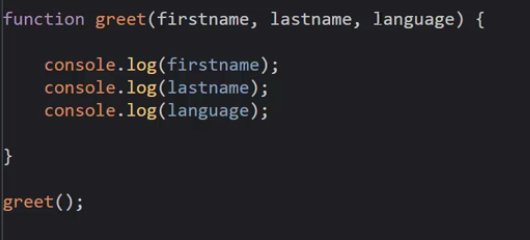 function greet(firstname, lastname, language) {
console.log(firstname);
console.log(lastname);
console.log(language);
}
greet();